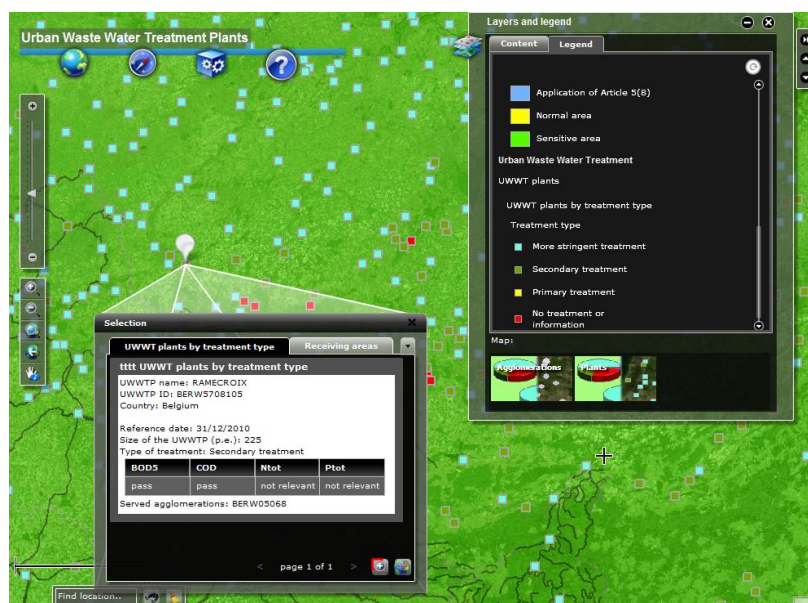 Urban Waste Water Treatment Plants
Layers and legend
Content
Legend
Application of Article 5(8)
Normal area
Sensitive area
Urban Waste Water Treatment
UWWT plants
UWWT plants by treatment type
Treatment type
More stringent treatment
Secondary treatment
Primary treatment
No treatment or
information
Map:
Agglomerations
Plants
Selection
UWWT plants by treatment type
Receiving areas
tttt UWWT plants by treatment type
UWWTP name: RAMECROIX
UWWTP ID: BERW5708105
Country: Belgium
Reference date: 31/12/2010
Size of the UWWTP (p.e.): 225
Type of treatment: Secondary treatment
BOD5 COD Ntot Ptot
pass pass not relevant not relevant
Served agglomerations: BERW05068
< page 1 of 1 >
Find location...